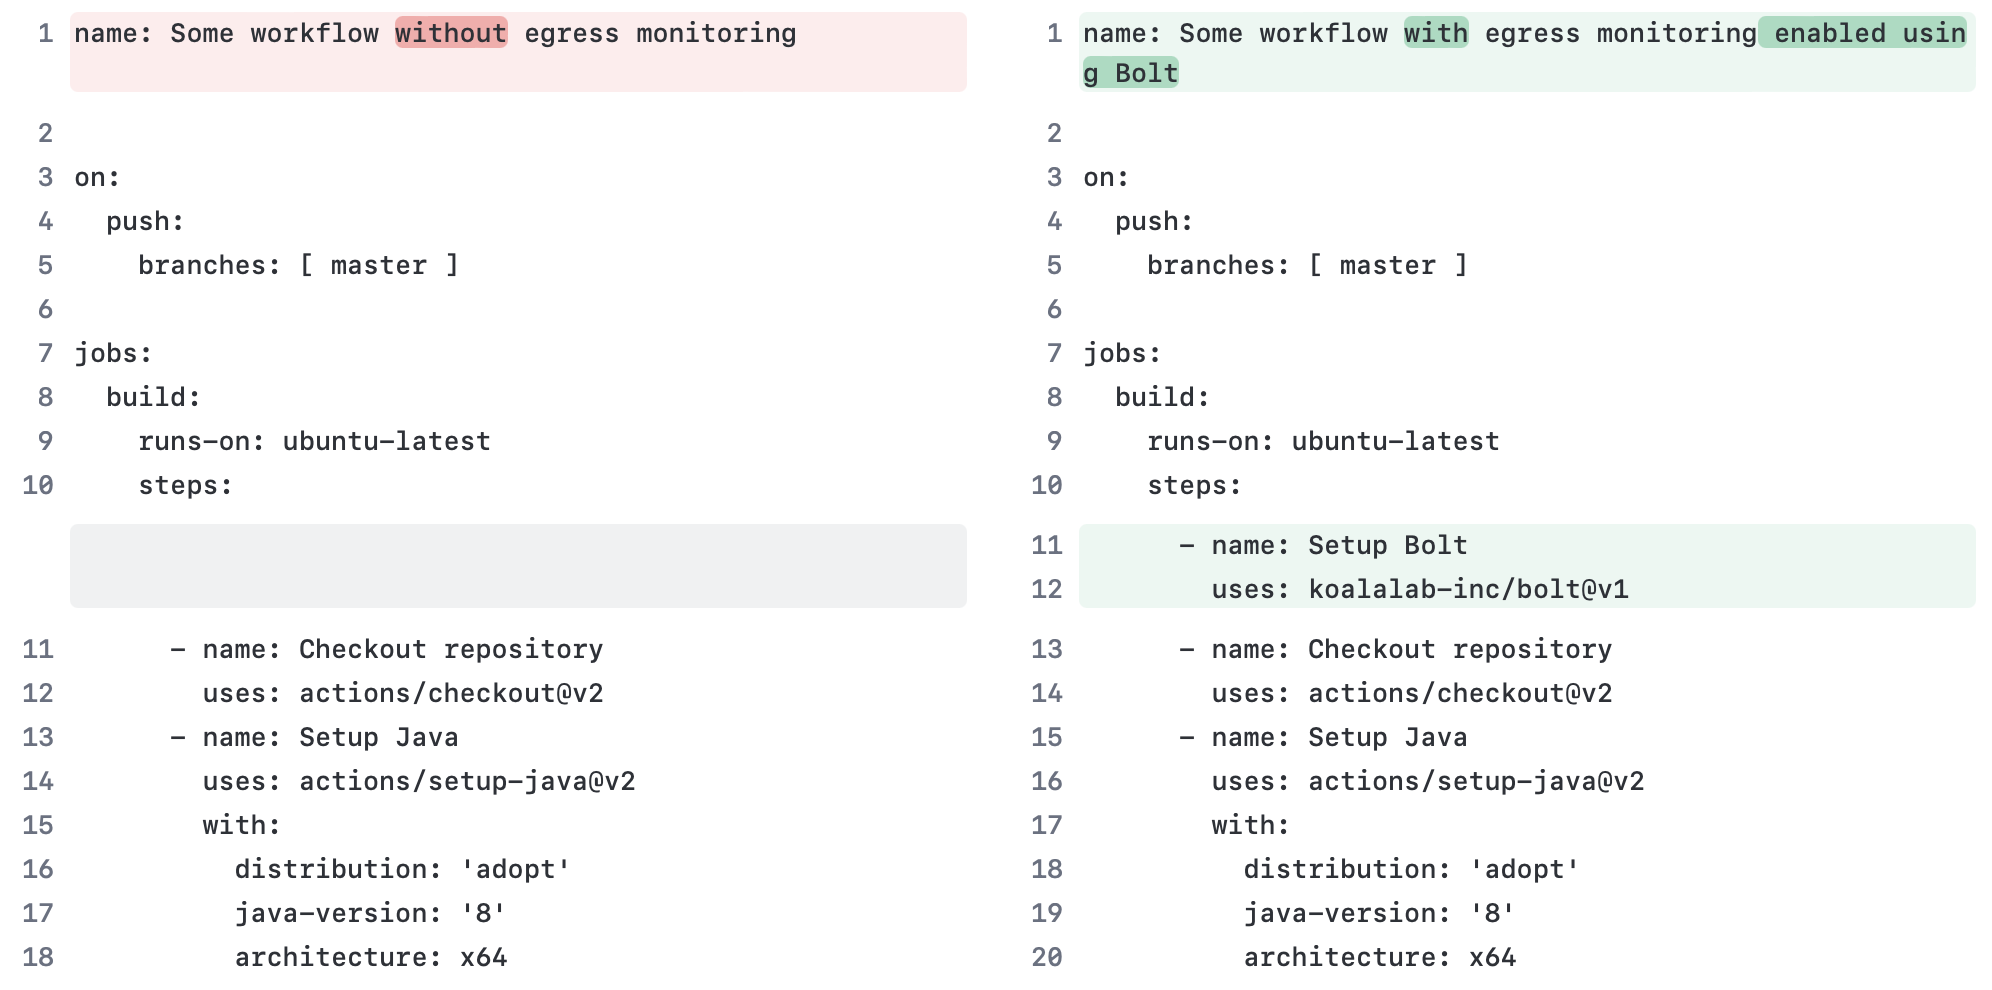 1 name: Some workflow without egress monitoring
2
3 on:
4   push:
5     branches: [ master ]
6
7 jobs:
8   build:
9     runs-on: ubuntu-latest
10     steps:
11       - name: Checkout repository
12         uses: actions/checkout@v2
13       - name: Setup Java
14         uses: actions/setup-java@v2
15         with:
16           distribution: 'adopt'
17           java-version: '8'
18           architecture: x64
1 name: Some workflow with egress monitoring enabled usin
g Bolt
2
3 on:
4   push:
5     branches: [ master ]
6
7 jobs:
8   build:
9     runs-on: ubuntu-latest
10     steps:
11       - name: Setup Bolt
12         uses: koalalab-inc/bolt@v1
13       - name: Checkout repository
14         uses: actions/checkout@v2
15       - name: Setup Java
16         uses: actions/setup-java@v2
17         with:
18           distribution: 'adopt'
19           java-version: '8'
20           architecture: x64